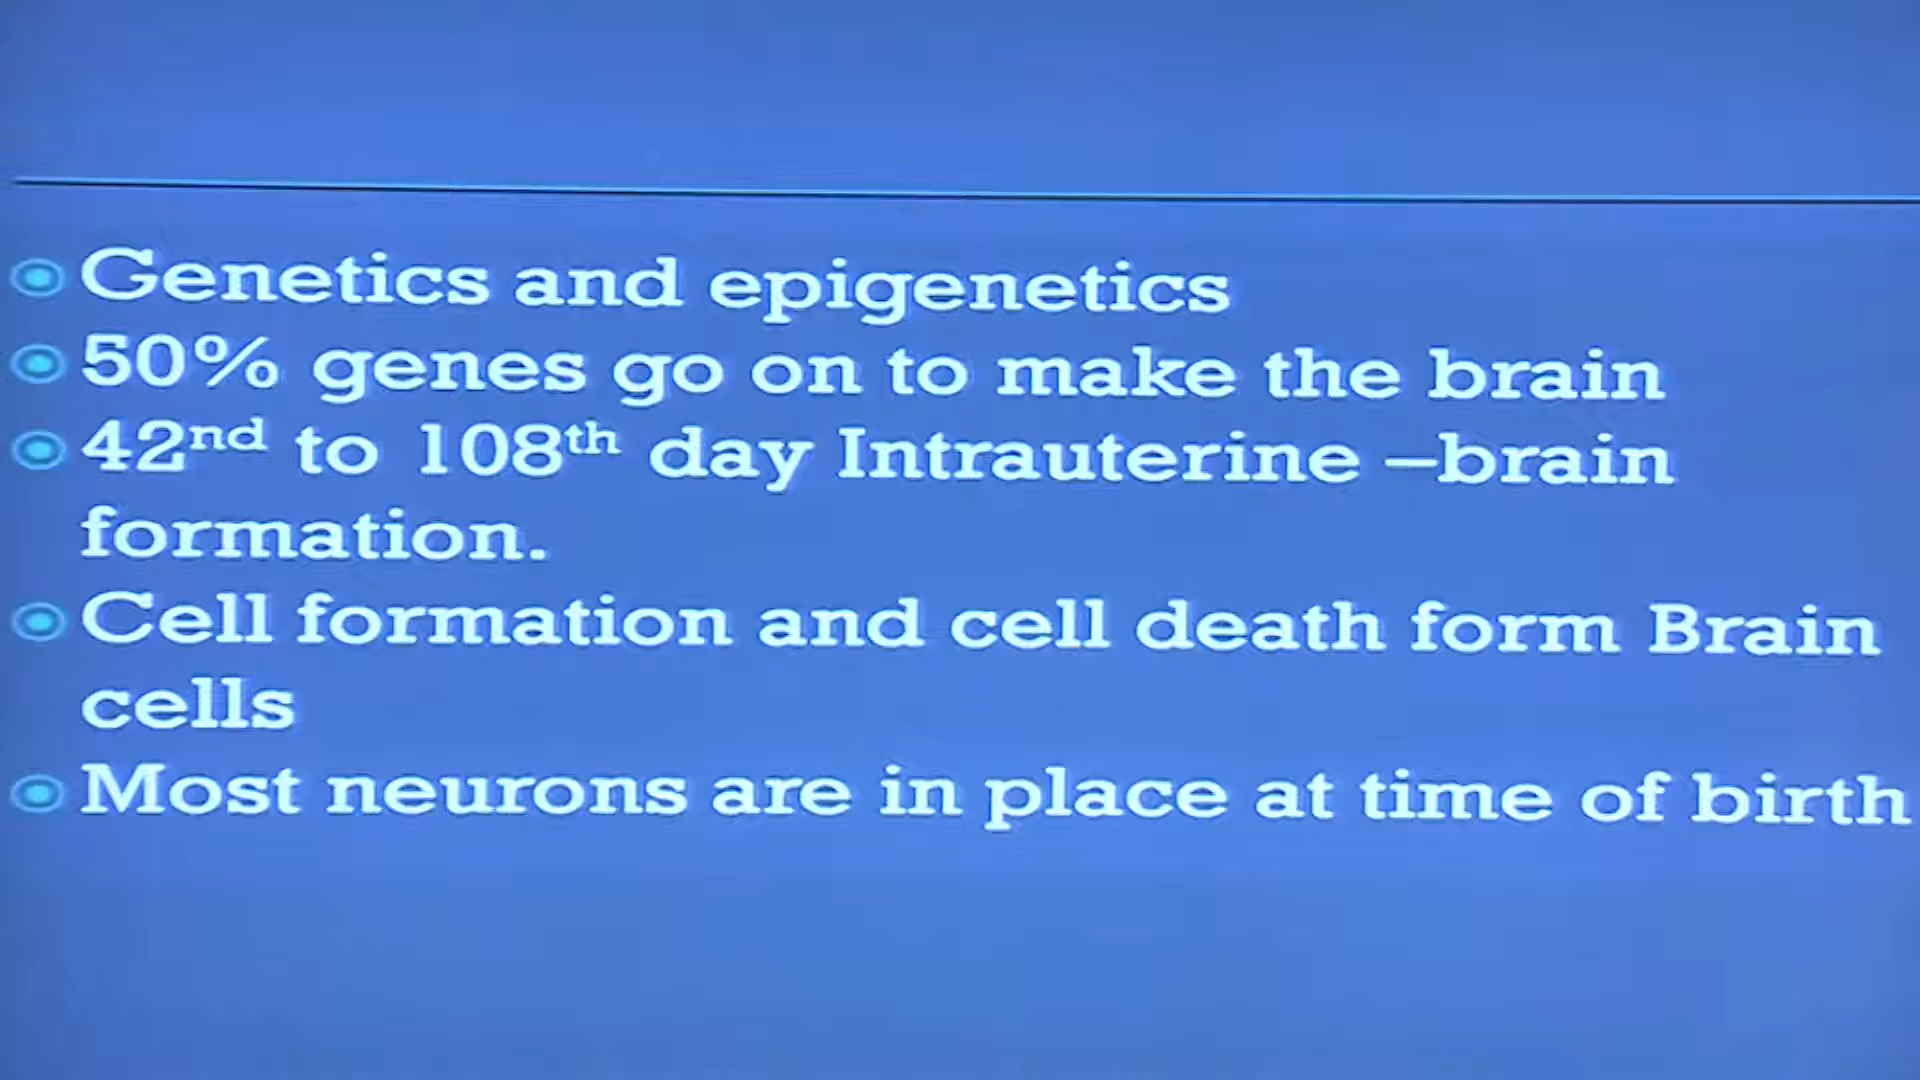 Genetics and epigenetics
50% genes go on to make the brain
42nd to 108th day Intrauterine –brain
formation.
Cell formation and cell death form Brain
cells
Most neurons are in place at time of birth